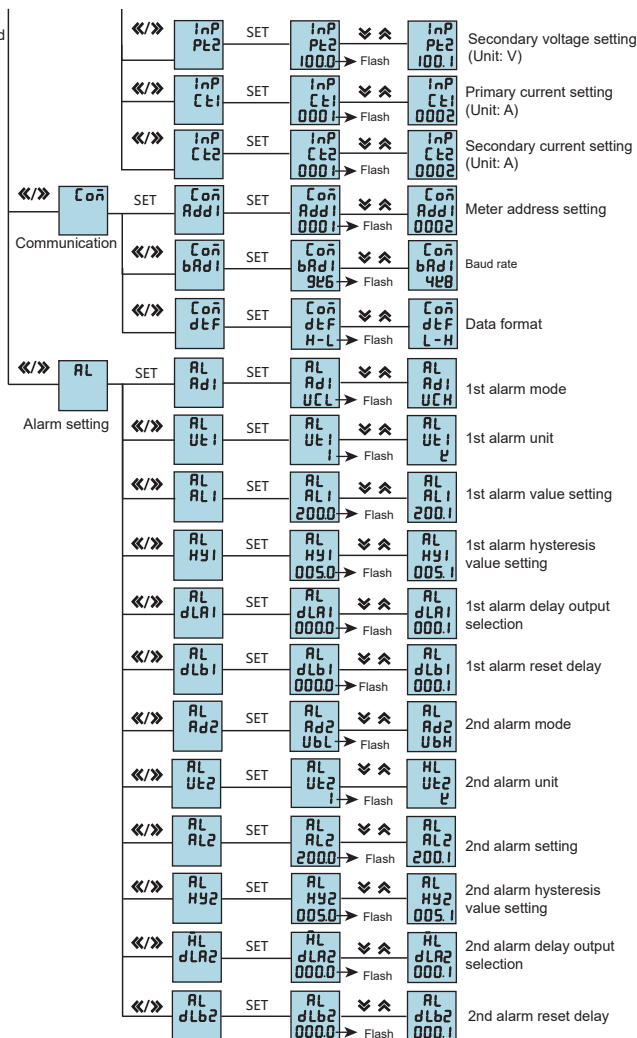 d
«/» InP SET InP InP Secondary voltage setting
Pt2 Pt2 Pt2 (Unit: V)
100.0 Flash 100.1
«/» InP SET InP InP Primary current setting
Ct1 Ct1 Ct1 (Unit: A)
0001 Flash 0002
«/» InP SET InP InP Secondary current setting
Ct2 Ct2 Ct2 (Unit: A)
0001 Flash 0002
«/» Con SET Con Con Con
Add1 Add1 Add1 Meter address setting
Communication 0001 Flash 0002
«/» Con SET Con Con Baud rate
bAd1 bAd1 bAd1
9k6 Flash 4k8
«/» Con SET Con Con Data format
dtF dtF dtF
H-L Flash L-H
«/» AL SET AL SET AL AL
Ad1 Ad1 Ad1 1st alarm mode
Alarm setting UCL Flash UCH
«/» AL SET AL AL 1st alarm unit
Ut1 Ut1 Ut1
1 Flash k
«/» AL SET AL AL 1st alarm value setting
AL1 AL1 AL1
200.0 Flash 200.1
«/» AL SET AL AL 1st alarm hysteresis
HY1 HY1 HY1 value setting
005.0 Flash 005.1
«/» AL SET AL AL 1st alarm delay output
dLA1 dLA1 dLA1 selection
000.0 Flash 000.1
«/» AL SET AL AL 1st alarm reset delay
dLb1 dLb1 dLb1
000.0 Flash 000.1
«/» AL SET AL AL 2nd alarm mode
Ad2 Ad2 Ad2
UbL Flash UbH
«/» AL SET AL HL 2nd alarm unit
Ut2 Ut2 Ut2
1 Flash k
«/» AL SET AL AL 2nd alarm setting
AL2 AL2 AL2
200.0 Flash 200.1
«/» AL SET AL AL 2nd alarm hysteresis
HY2 HY2 HY2 value setting
005.0 Flash 005.1
«/» HL SET HL HL 2nd alarm delay output
dLA2 dLA2 dLA2 selection
000.0 Flash 000.1
«/» AL SET AL AL 2nd alarm reset delay
dLb2 dLb2 dLb2
000.0 Flash 000.1